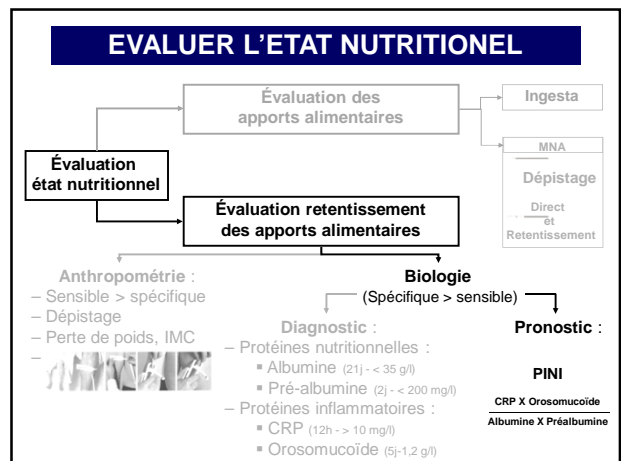 EVALUER L'ETAT NUTRITIONEL
Évaluation des
apports alimentaires
Ingesta
MNA
Dépistage
Direct
et
Retentissement
Évaluation
état nutritionnel
Évaluation retentissement
des apports alimentaires
Anthropométrie :
– Sensible > spécifique
– Dépistage
– Perte de poids, IMC
–
Biologie
(Spécifique > sensible)
Diagnostic :
– Protéines nutritionnelles :
▪ Albumine (21j - < 35 g/l)
▪ Pré-albumine (2j - < 200 mg/l)
– Protéines inflammatoires :
▪ CRP (12h - > 10 mg/l)
▪ Orosomucoïde (5j-1,2 g/l)
Pronostic :
PINI
CRP X Orosomucoïde
Albumine X Préalbumine